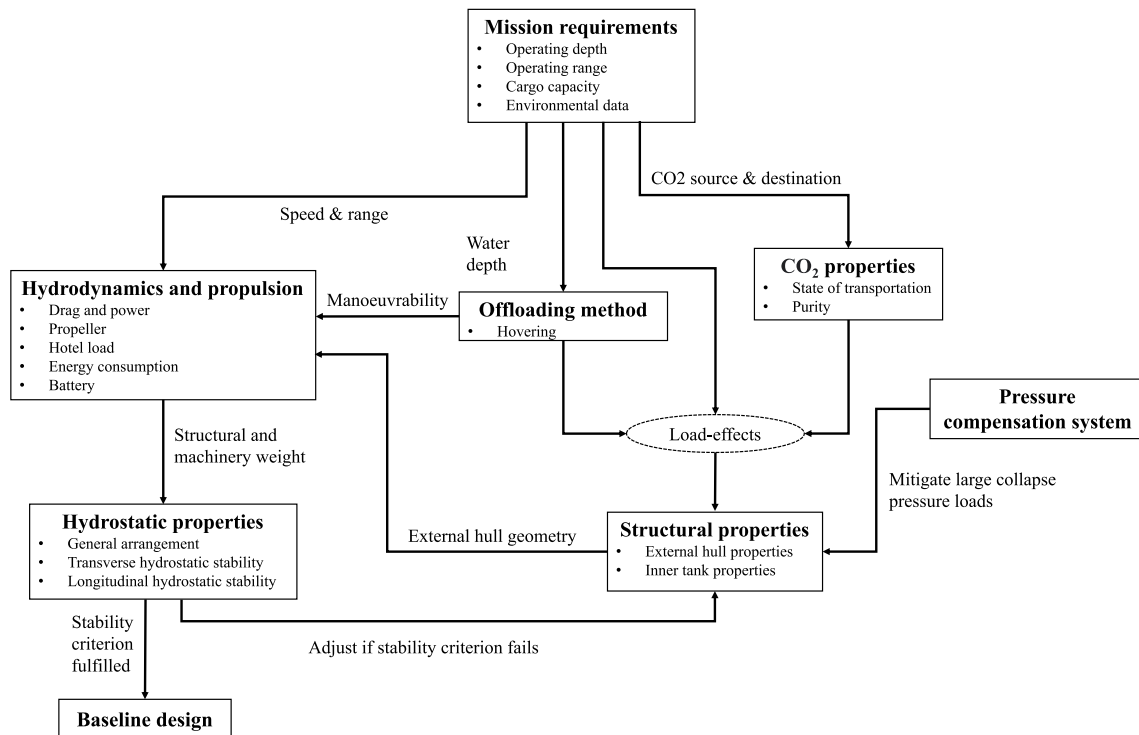 Mission requirements
• Operating depth
• Operating range
• Cargo capacity
• Environmental data
CO2 source & destination
Speed & range
Water
depth
CO₂ properties
• State of transportation
• Purity
Hydrodynamics and propulsion
• Drag and power
• Propeller
• Hotel load
• Energy consumption
• Battery
Manoeuvrability
Offloading method
• Hovering
Pressure
compensation system
Load-effects
Structural and
machinery weight
Mitigate large collapse
pressure loads
Hydrostatic properties
• General arrangement
• Transverse hydrostatic stability
• Longitudinal hydrostatic stability
External hull geometry
Structural properties
• External hull properties
• Inner tank properties
Stability
criterion
fulfilled
Adjust if stability criterion fails
Baseline design